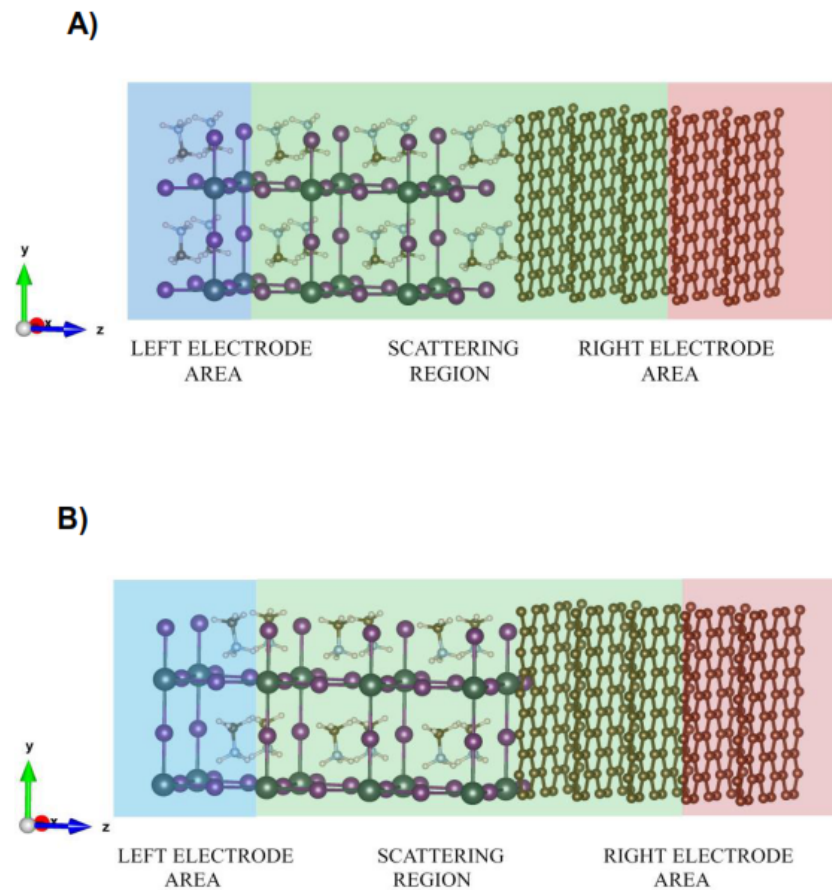 A)
y
x
z
LEFT ELECTRODE AREA
SCATTERING REGION
RIGHT ELECTRODE AREA
B)
y
x
z
LEFT ELECTRODE AREA
SCATTERING REGION
RIGHT ELECTRODE AREA